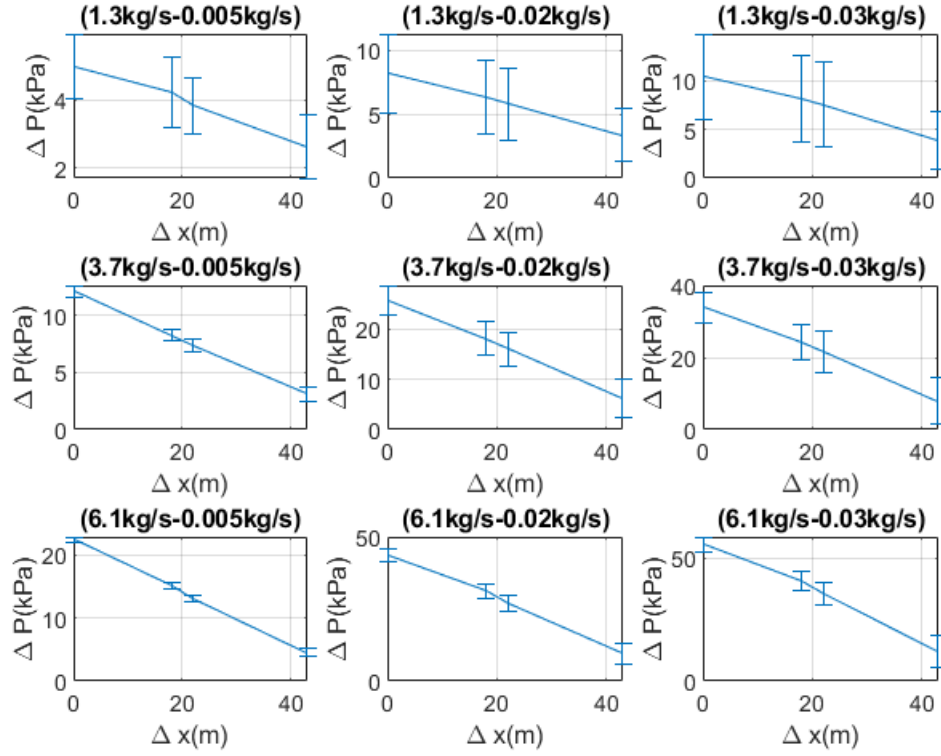 (1.3kg/s-0.005kg/s)
Δ P(kPa)
4
2
0
20
40
Δ x(m)
(1.3kg/s-0.02kg/s)
Δ P(kPa)
10
5
0
0
20
40
Δ x(m)
(1.3kg/s-0.03kg/s)
Δ P(kPa)
10
5
0
0
20
40
Δ x(m)
(3.7kg/s-0.005kg/s)
Δ P(kPa)
10
5
0
0
20
40
Δ x(m)
(3.7kg/s-0.02kg/s)
Δ P(kPa)
20
10
0
0
20
40
Δ x(m)
(3.7kg/s-0.03kg/s)
Δ P(kPa)
40
20
0
0
20
40
Δ x(m)
(6.1kg/s-0.005kg/s)
Δ P(kPa)
20
10
0
0
20
40
Δ x(m)
(6.1kg/s-0.02kg/s)
Δ P(kPa)
50
0
0
20
40
Δ x(m)
(6.1kg/s-0.03kg/s)
Δ P(kPa)
50
0
0
20
40
Δ x(m)